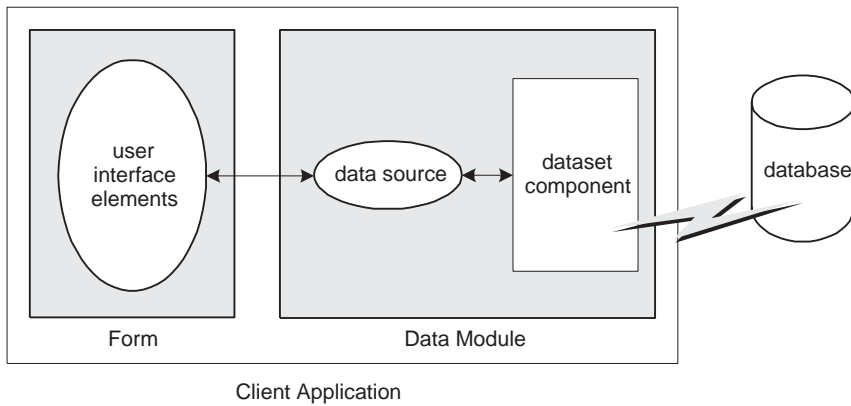 user
interface
elements
data source
dataset
component
database
Form
Data Module
Client Application